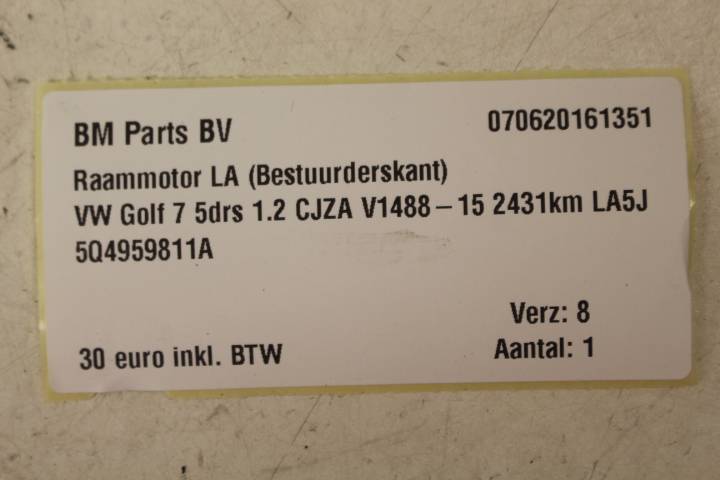 BM Parts BV 070620161351
Raammotor LA (Bestuurderskant)
VW Golf 7 5drs 1.2 CJZA V1488-15 2431km LA5J
5Q4959811A
Verz: 8
30 euro inkl. BTW Aantal: 1